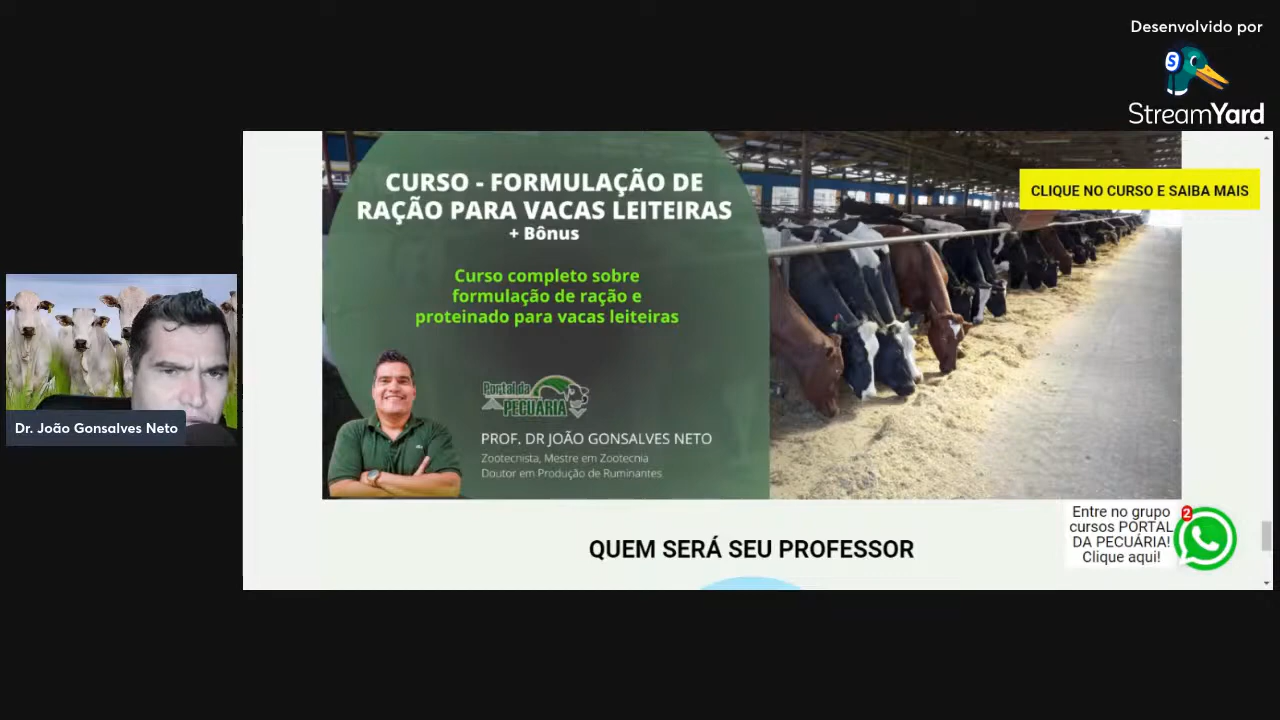 Desenvolvido por
StreamYard
CURSO - FORMULAÇÃO DE
RAÇÃO PARA VACAS LEITEIRAS
+ Bônus
CLIQUE NO CURSO E SAIBA MAIS
Curso completo sobre
formulação de ração e
proteinado para vacas leiteiras
Portal da
PECUÁRIA
PROF. DR JOÃO GONSALVES NETO
Zootecnista, Mestre em Zootecnia
Doutor em Produção de Ruminantes
Dr. João Gonsalves Neto
QUEM SERÁ SEU PROFESSOR
Entre no grupo
cursos PORTAL
DA PECUÁRIA!
Clique aqui!
2